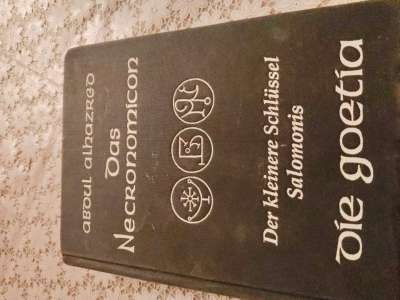 Abdul Alhazred
Das
Necronomicon
Der kleinere Schlüssel
Salomonis
Die Goetia